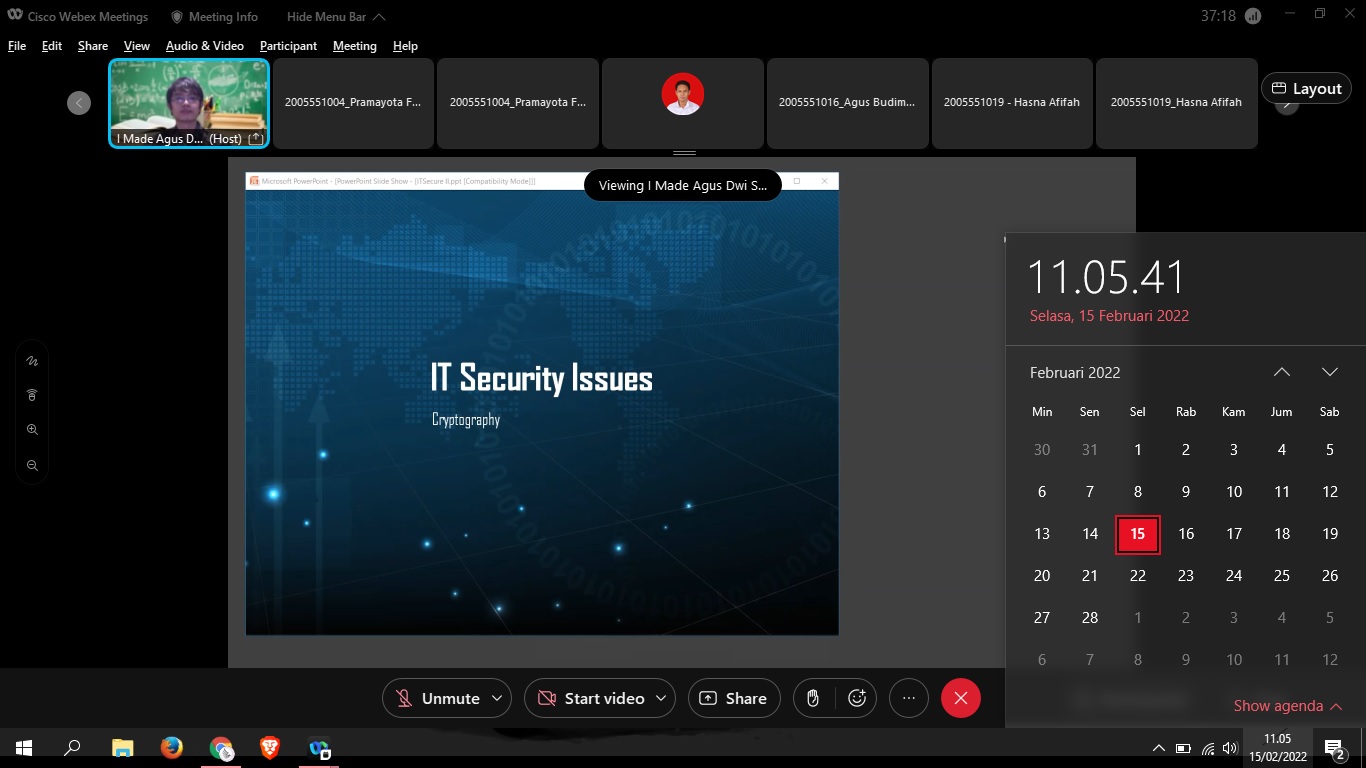 Cisco Webex Meetings Meeting Info Hide Menu Bar 37:18
File Edit Share View Audio & Video Participant Meeting Help
I Made Agus D... (Host)
2005551004_Pramayota F...
2005551004_Pramayota F...
2005551016_Agus Budim...
2005551019 - Hasna Afifah
2005551019_Hasna Afifah
Layout
Microsoft PowerPoint - [PowerPoint Slide Show - [ITSecure II.ppt [Compatibility Mode]]]
Viewing I Made Agus Dwi S...
IT Security Issues
Cryptography
11.05.41
Selasa, 15 Februari 2022
Februari 2022
Min Sen Sel Rab Kam Jum Sab
30 31 1 2 3 4 5
6 7 8 9 10 11 12
13 14 15 16 17 18 19
20 21 22 23 24 25 26
27 28 1 2 3 4 5
6 7 8 9 10 11 12
Show agenda
Unmute Start video Share
11.05
15/02/2022
2